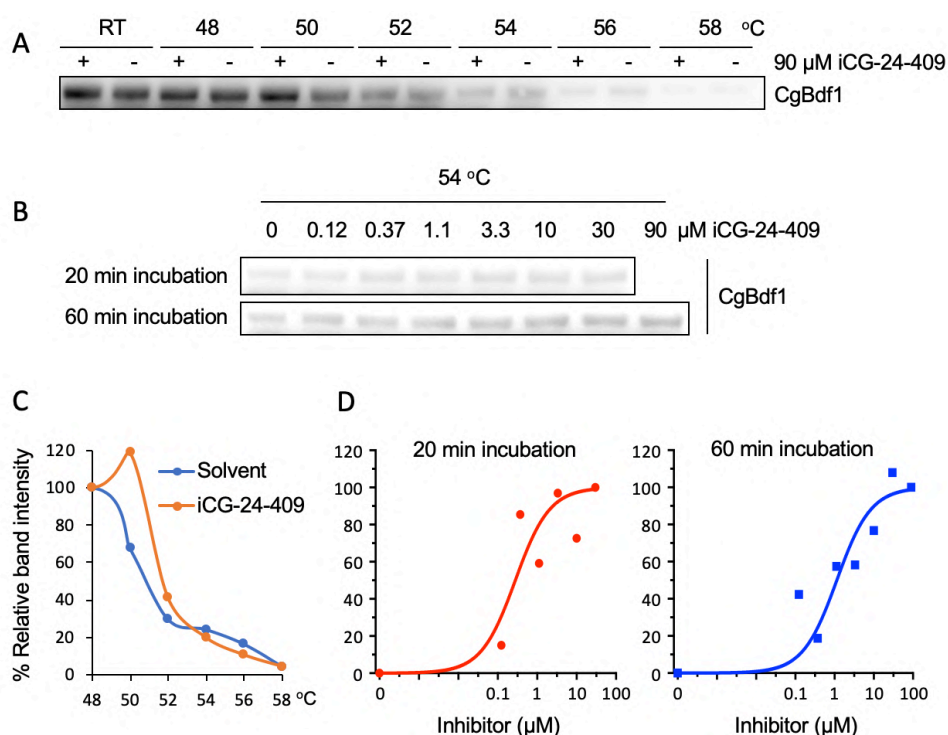 A
RT 48 50 52 54 56 58 °C
+ - + - + - + - + - + - + - 90 µM iCG-24-409
CgBdf1
B
54 °C
0 0.12 0.37 1.1 3.3 10 30 90 µM iCG-24-409
20 min incubation
CgBdf1
60 min incubation
C
% Relative band intensity
120
100
80
60
40
20
0
48 50 52 54 56 58 °C
Solvent
iCG-24-409
D
20 min incubation
120
100
80
60
40
20
0
0 0.1 1 10 100
Inhibitor (µM)
60 min incubation
120
100
80
60
40
20
0
0 0.1 1 10 100
Inhibitor (µM)